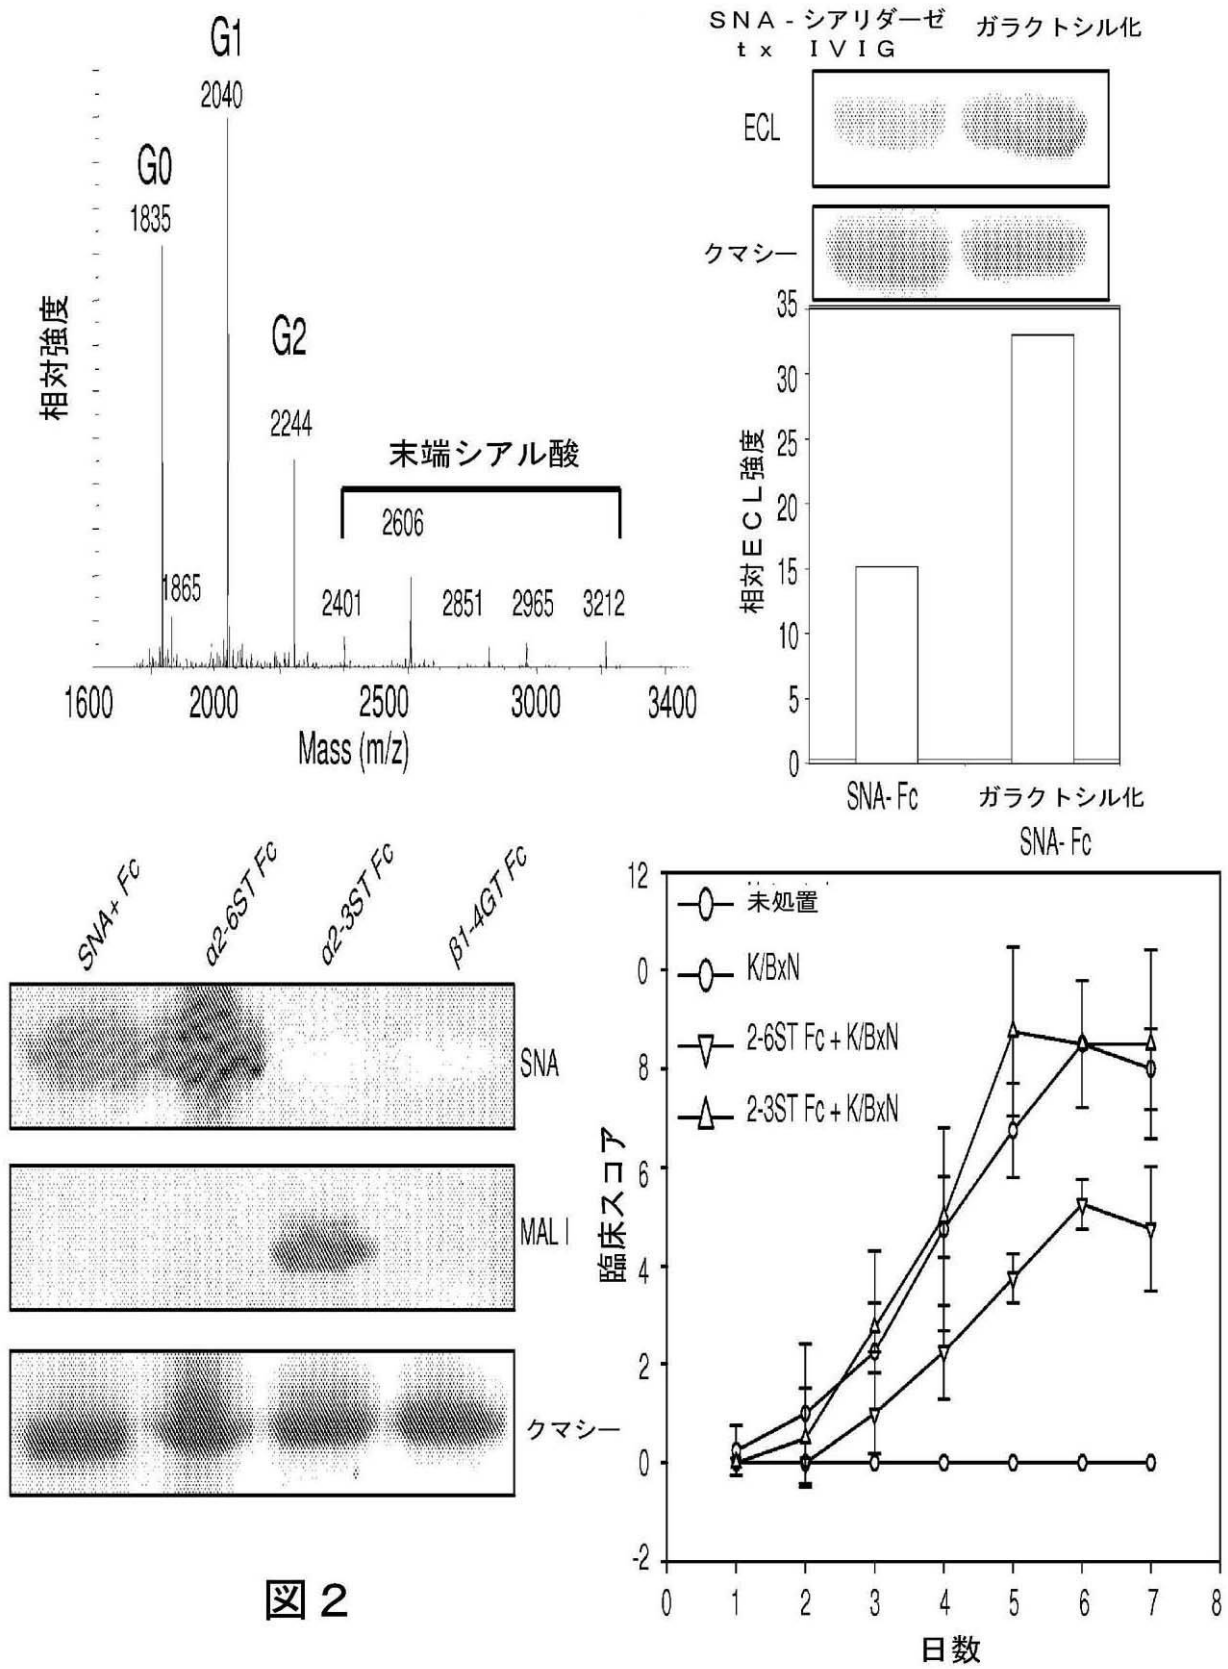 G1
2040
G0
1835
G2
2244
末端シアル酸
2606
1865
2401
2851
2965
3212
相対強度
1600
2000
2500
3000
3400
Mass (m/z)
SNA-シアリダーゼ
tx IVIG
ガラクトシル化
ECL
クマシー
35
30
25
20
15
10
5
0
相対ECL強度
SNA- Fc
ガラクトシル化
SNA- Fc
SNA+ Fc
α2-6ST Fc
α2-3ST Fc
β1-4GT Fc
SNA
MAL I
クマシー
12
0
8
6
4
2
0
-2
臨床スコア
未処置
K/BxN
2-6ST Fc + K/BxN
2-3ST Fc + K/BxN
0
1
2
3
4
5
6
7
8
日数
図2